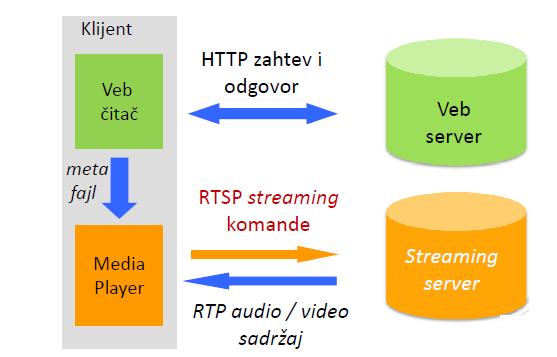 Klijent
Veb
čitač
HTTP zahtev i
odgovor
Veb
server
meta
fajl
RTSP streaming
komande
Media
Player
Streaming
server
RTP audio / video
sadržaj